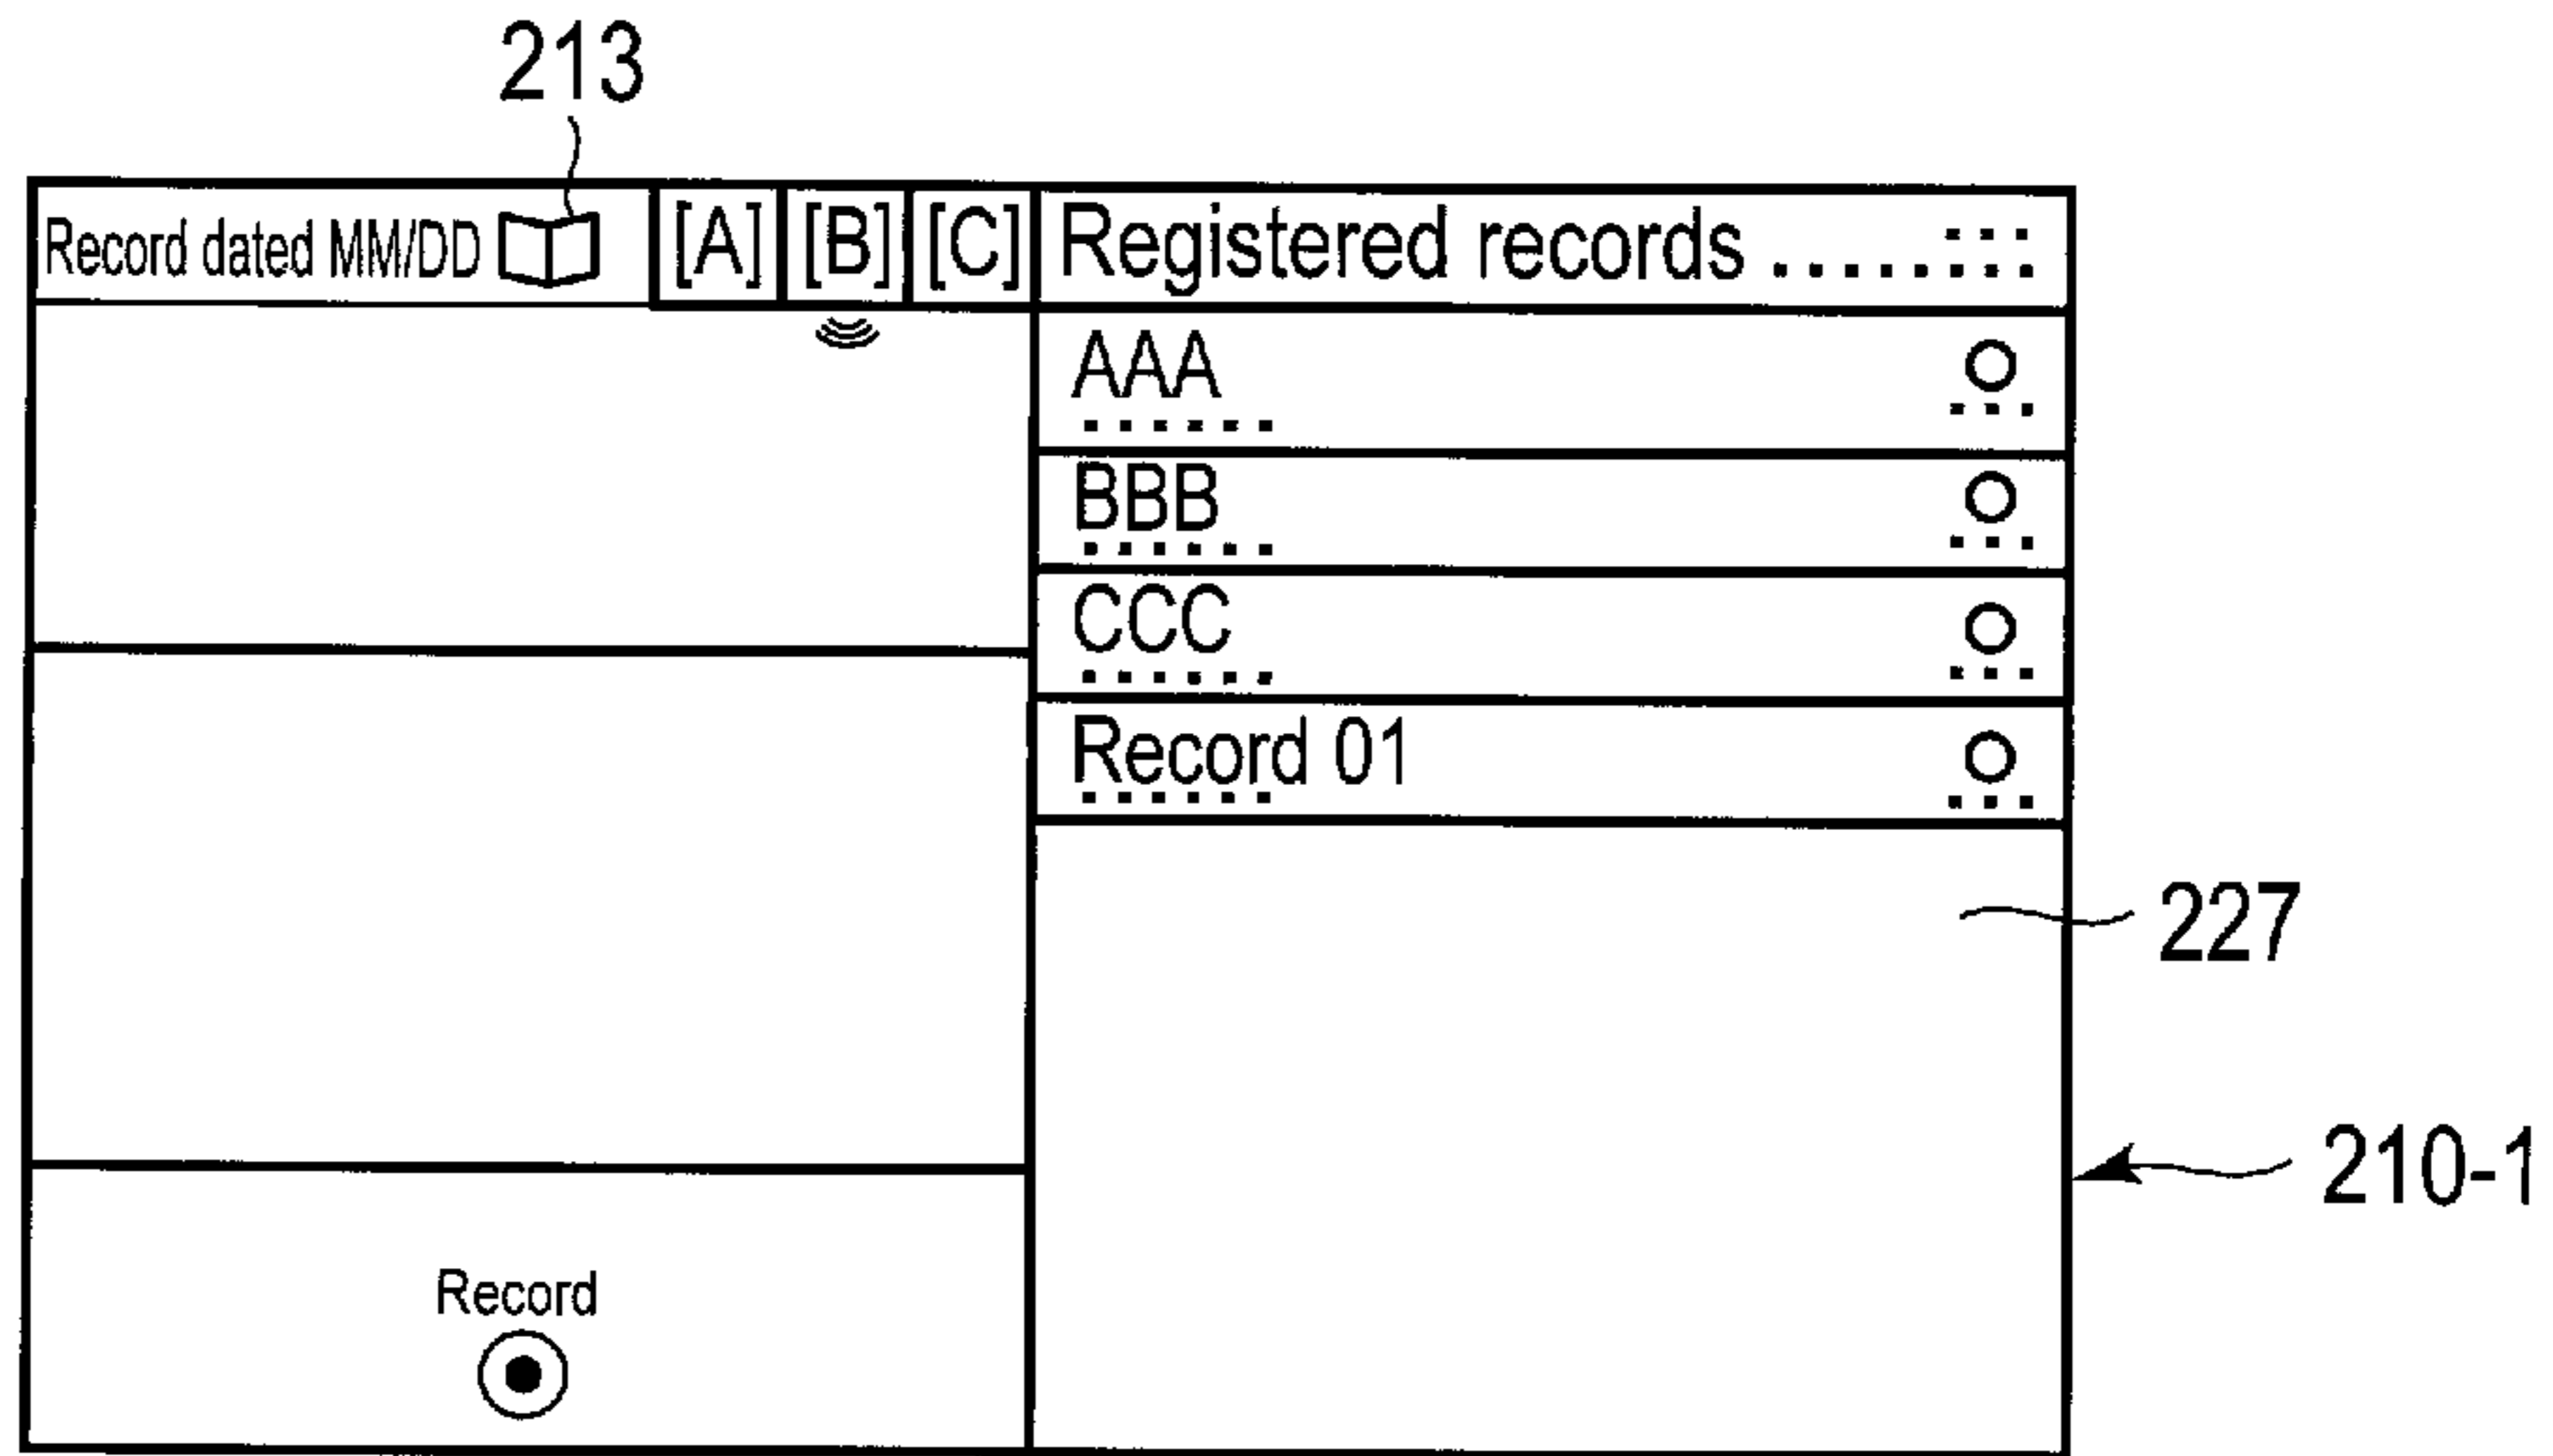 213
Record dated MM/DD [A] [B] [C] Registered records ........:::
AAA
......
...
BBB
......
...
CCC
......
...
Record 01
......
...
227
210-1
Record